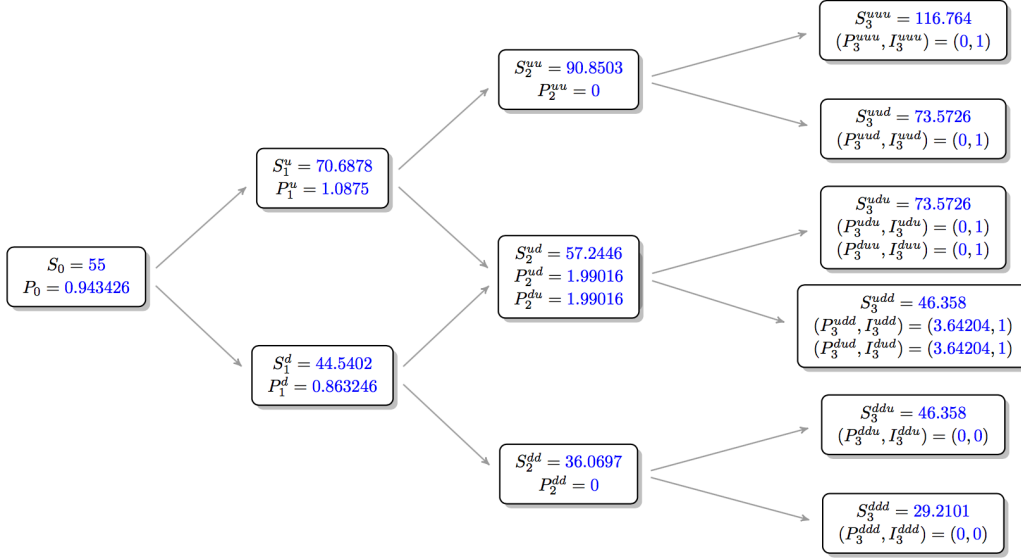 S_0 = 55
P_0 = 0.943426
S_1^u = 70.6878
P_1^u = 1.0875
S_1^d = 44.5402
P_1^d = 0.863246
S_2^{uu} = 90.8503
P_2^{uu} = 0
S_2^{ud} = 57.2446
P_2^{ud} = 1.99016
P_2^{du} = 1.99016
S_2^{dd} = 36.0697
P_2^{dd} = 0
S_3^{uuu} = 116.764
(P_3^{uuu}, I_3^{uuu}) = (0, 1)
S_3^{uud} = 73.5726
(P_3^{uud}, I_3^{uud}) = (0, 1)
S_3^{udu} = 73.5726
(P_3^{udu}, I_3^{udu}) = (0, 1)
(P_3^{duu}, I_3^{duu}) = (0, 1)
S_3^{udd} = 46.358
(P_3^{udd}, I_3^{udd}) = (3.64204, 1)
(P_3^{dud}, I_3^{dud}) = (3.64204, 1)
S_3^{ddu} = 46.358
(P_3^{ddu}, I_3^{ddu}) = (0, 0)
S_3^{ddd} = 29.2101
(P_3^{ddd}, I_3^{ddd}) = (0, 0)